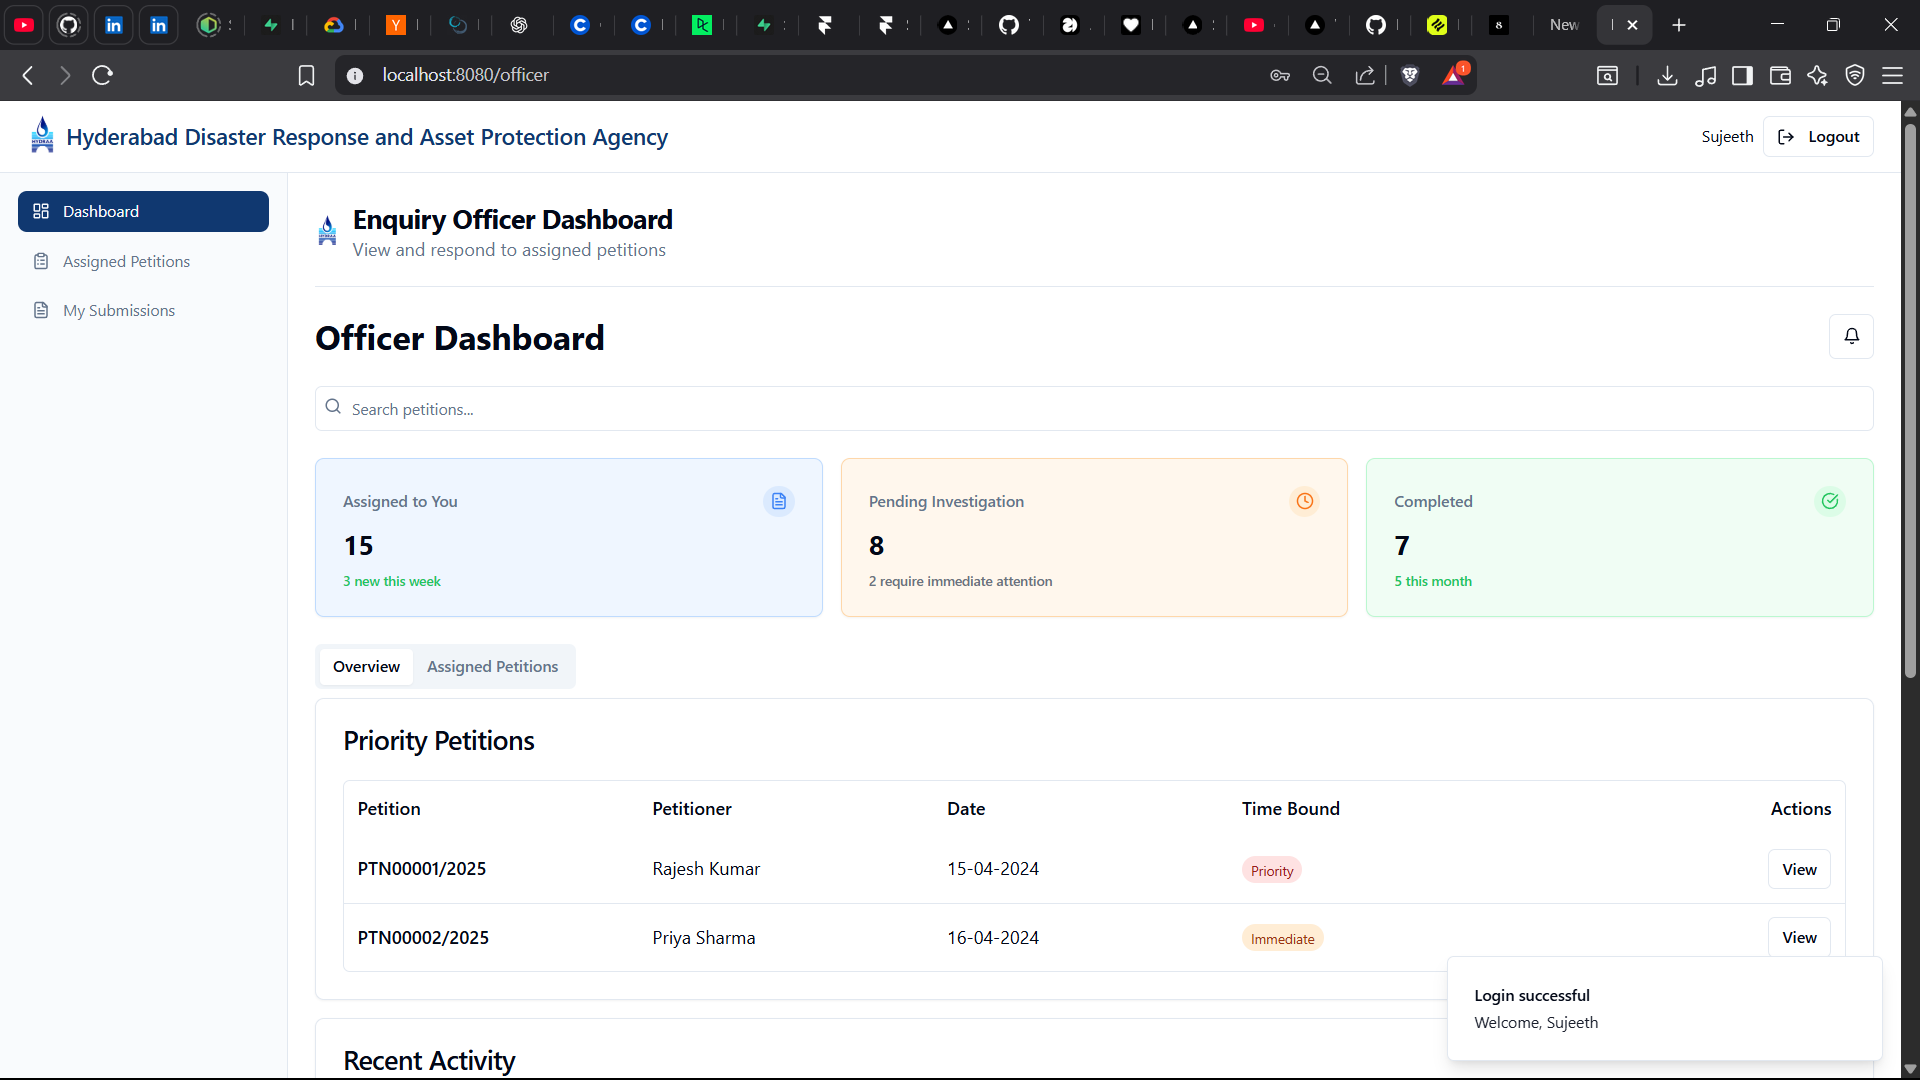 New
localhost:8080/officer
1
Hyderabad Disaster Response and Asset Protection Agency
Sujeeth
Logout
Dashboard
Assigned Petitions
My Submissions
Enquiry Officer Dashboard
View and respond to assigned petitions
Officer Dashboard
Search petitions...
Assigned to You
15
3 new this week
Pending Investigation
8
2 require immediate attention
Completed
7
5 this month
Overview
Assigned Petitions
Priority Petitions
Petition Petitioner Date Time Bound Actions
PTN00001/2025 Rajesh Kumar 15-04-2024 Priority View
PTN00002/2025 Priya Sharma 16-04-2024 Immediate View
Login successful
Welcome, Sujeeth
Recent Activity